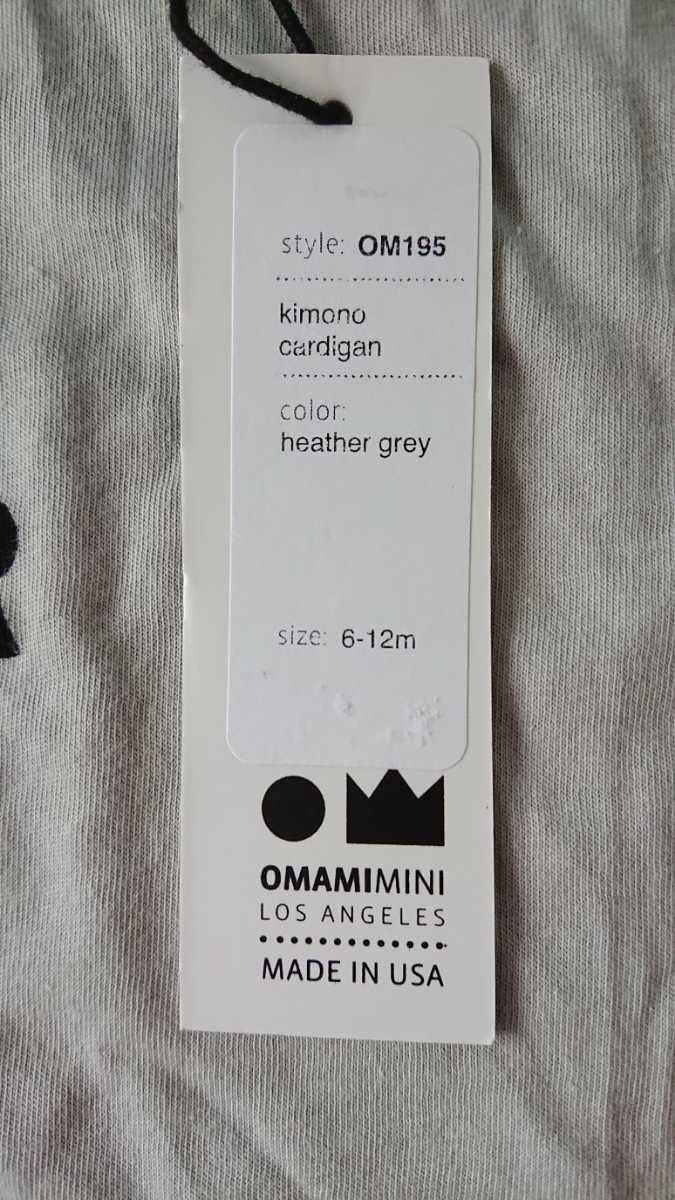 style: OM195
kimono
cardigan
color:
heather grey
size: 6-12m
OMAMIMINI
LOS ANGELES
MADE IN USA
R